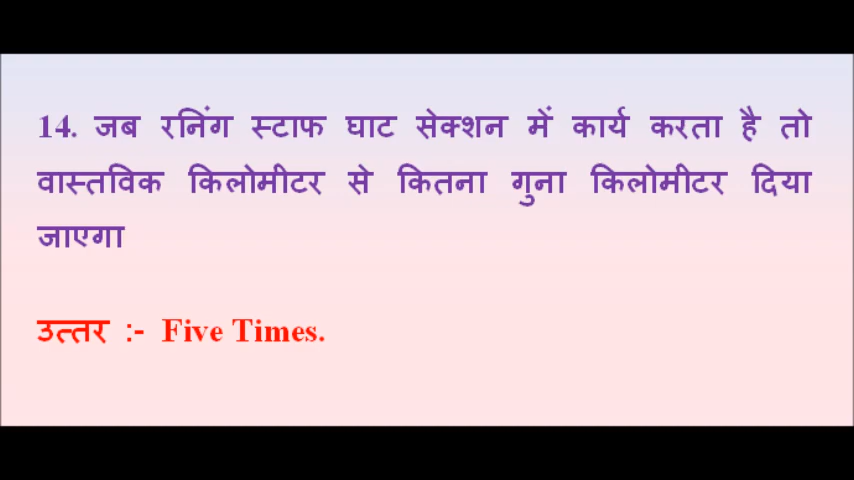 14. जब रनिंग स्टाफ घाट सेक्शन में कार्य करता है तो
वास्तविक किलोमीटर से कितना गुना किलोमीटर दिया
जाएगा
उत्तर :- Five Times.